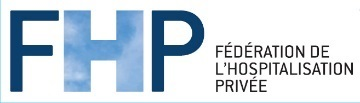 FHP
FÉDÉRATION DE
L'HOSPITALISATION
PRIVÉE